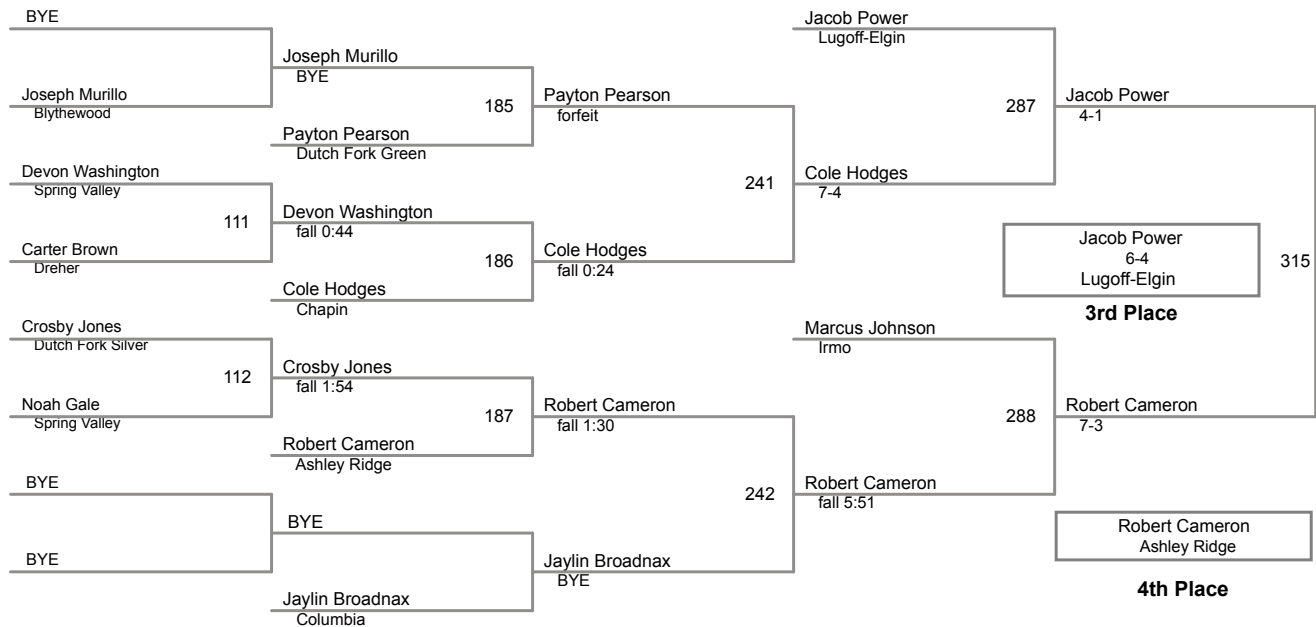 BYE
Joseph Murillo
Blythewood
Devon Washington
Spring Valley
111
Carter Brown
Dreher
Crosby Jones
Dutch Fork Silver
112
Noah Gale
Spring Valley
BYE
BYE
Joseph Murillo
BYE
185
Payton Pearson
Dutch Fork Green
Devon Washington
fall 0:44
186
Cole Hodges
Chapin
Crosby Jones
fall 1:54
187
Robert Cameron
Ashley Ridge
BYE
Jaylin Broadnax
Columbia
Payton Pearson
forfeit
241
Cole Hodges
fall 0:24
Robert Cameron
fall 1:30
242
Jaylin Broadnax
BYE
Jacob Power
Lugoff-Elgin
287
Cole Hodges
7-4
Marcus Johnson
Irmo
288
Robert Cameron
fall 5:51
Jacob Power
4-1
315
Robert Cameron
7-3
Jacob Power
6-4
Lugoff-Elgin
3rd Place
Robert Cameron
Ashley Ridge
4th Place